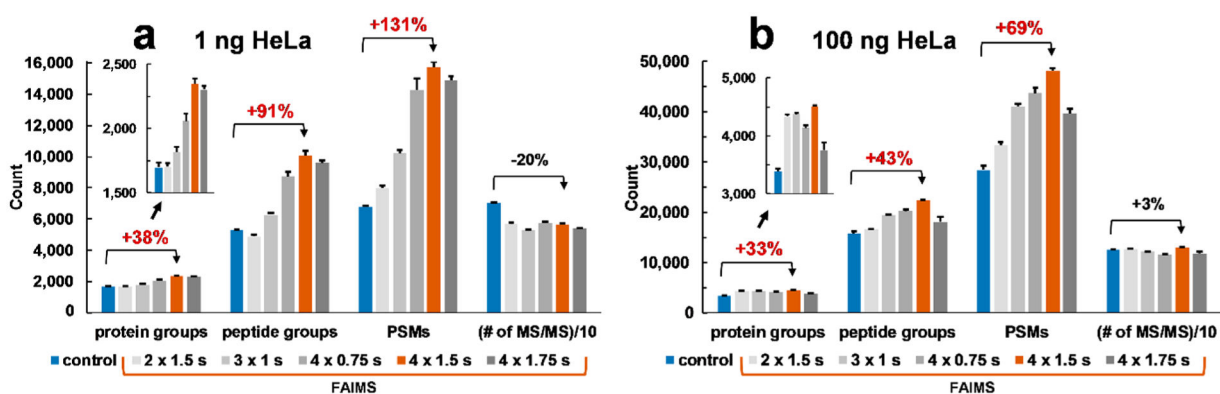 a 1 ng HeLa
Count
16,000
14,000
12,000
10,000
8,000
6,000
4,000
2,000
0
2,500
2,000
1,500
+38%
+91%
+131%
-20%
protein groups peptide groups PSMs (# of MS/MS)/10
control 2 x 1.5 s 3 x 1 s 4 x 0.75 s 4 x 1.5 s 4 x 1.75 s
FAIMS
b 100 ng HeLa
Count
50,000
40,000
30,000
20,000
10,000
0
5,000
4,000
3,000
+33%
+43%
+69%
+3%
protein groups peptide groups PSMs (# of MS/MS)/10
control 2 x 1.5 s 3 x 1 s 4 x 0.75 s 4 x 1.5 s 4 x 1.75 s
FAIMS